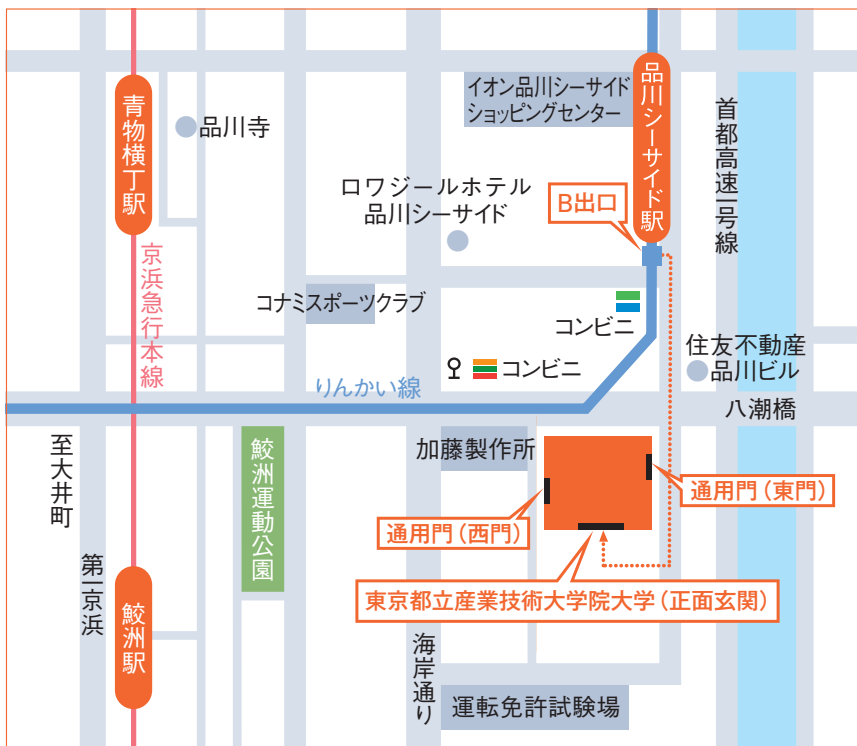 イオン品川シーサイド
ショッピングセンター
品川シーサイド駅
首都高速1号線
青物横丁駅
品川寺
ロワジールホテル
品川シーサイド
B出口
京浜急行本線
コナミスポーツクラブ
コンビニ
コンビニ
住友不動産
品川ビル
りんかい線
八潮橋
至大井町
鮫洲運動公園
加藤製作所
通用門(東門)
通用門(西門)
第一京浜
鮫洲駅
東京都立産業技術大学院大学(正面玄関)
海岸通り
運転免許試験場